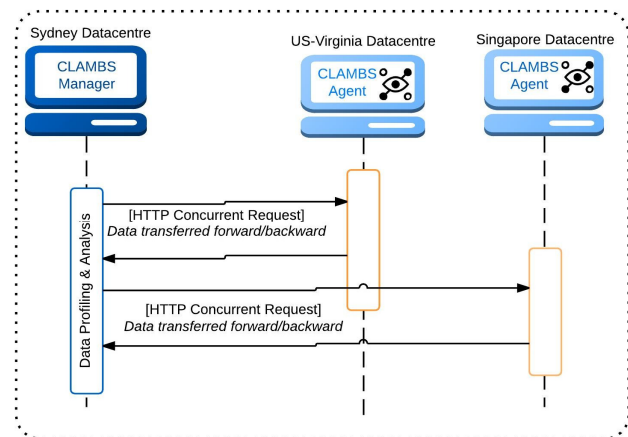 Sydney Datacentre
US-Virginia Datacentre
Singapore Datacentre
CLAMBS
Manager
CLAMBS
Agent
CLAMBS
Agent
Data Profiling & Analysis
[HTTP Concurrent Request]
Data transferred forward/backward
[HTTP Concurrent Request]
Data transferred forward/backward